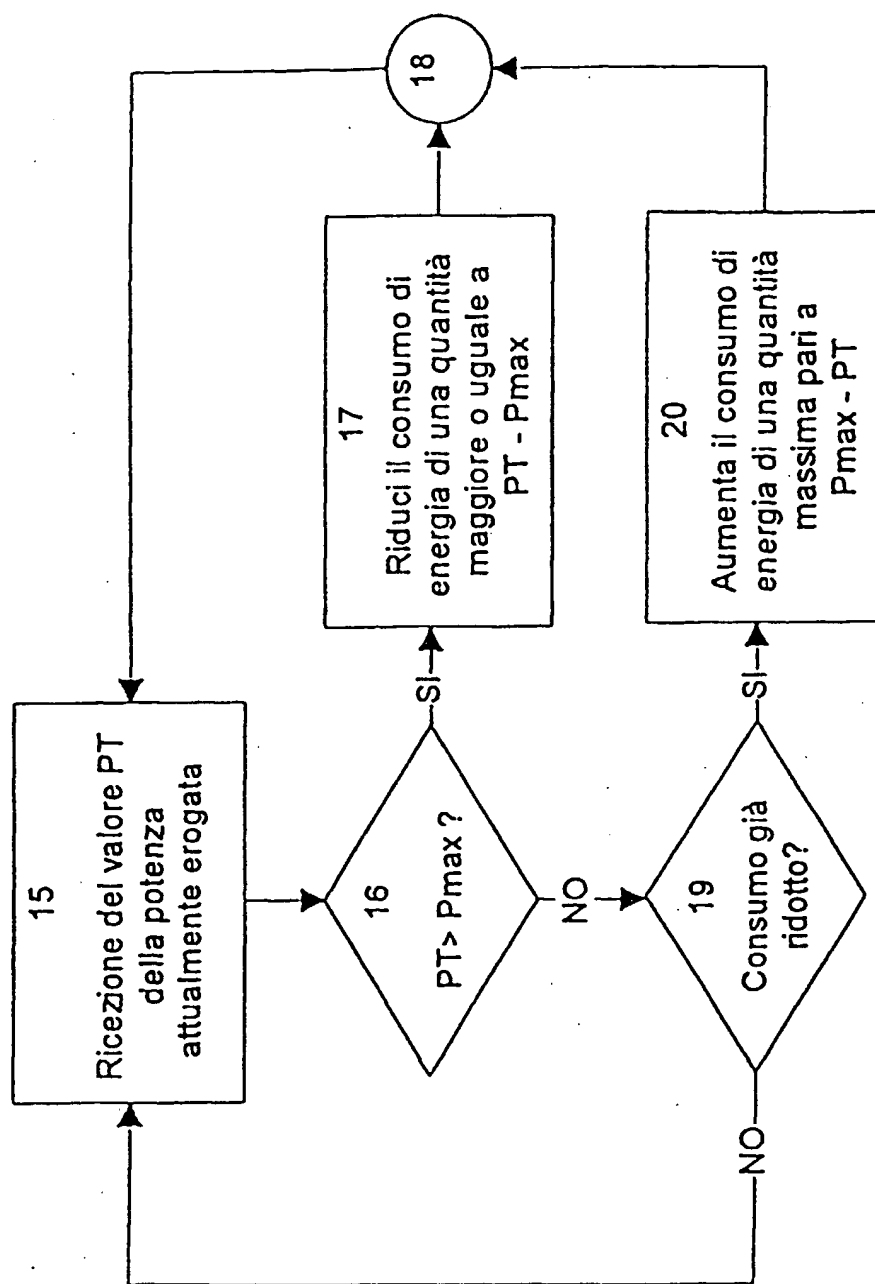 15
Ricezione del valore PT
della potenza
attualmente erogata
16
PT> Pmax ?
SI
17
Riduci il consumo di
energia di una quantità
maggiore o uguale a
PT - Pmax
18
NO
19
Consumo già
ridotto?
SI
20
Aumenta il consumo di
energia di una quantità
massima pari a
Pmax - PT
NO